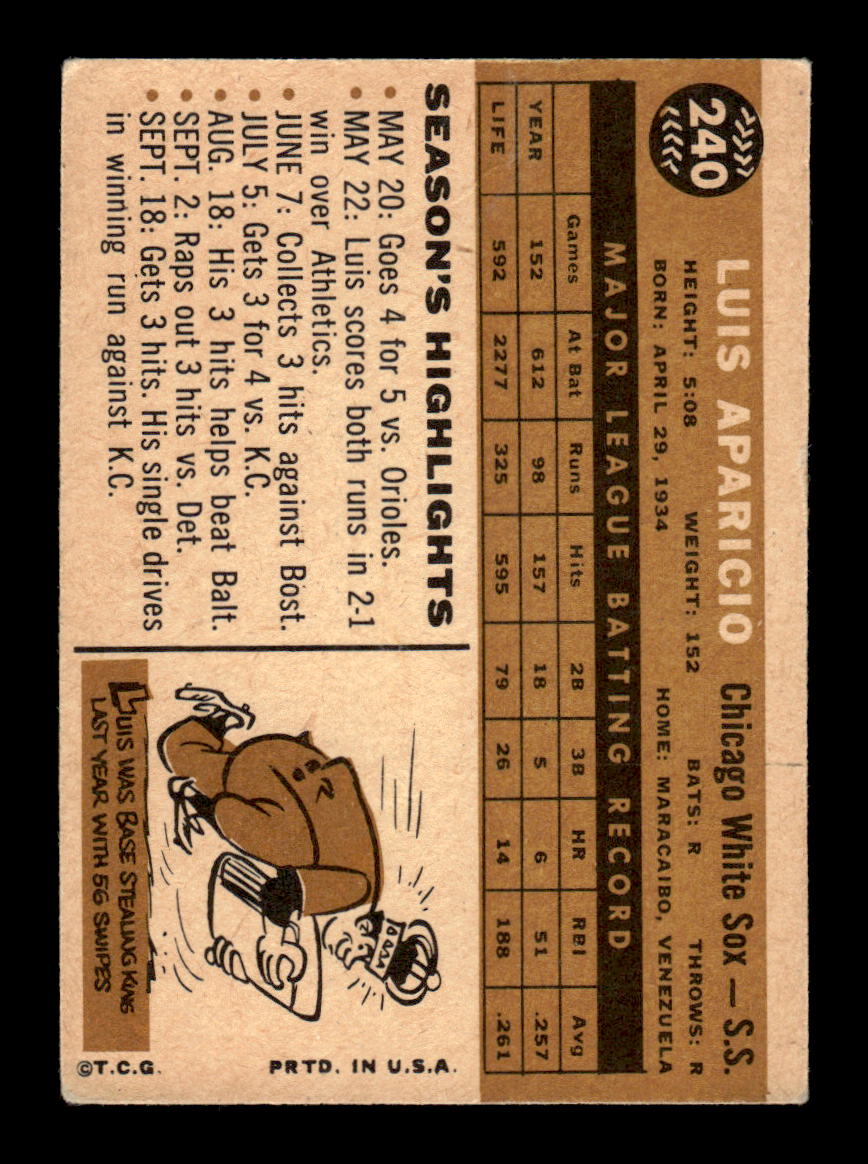 240
LUIS APARICIO Chicago White Sox — S.S.
HEIGHT: 5:08 WEIGHT: 152 BATS: R THROWS: R
BORN: APRIL 29, 1934 HOME: MARACAIBO, VENEZUELA
MAJOR LEAGUE BATTING RECORD
Games At Bat Runs Hits 2B 3B HR RBI Avg
YEAR 152 612 98 157 18 5 6 51 .257
LIFE 592 2277 325 595 79 26 14 188 .261
SEASON'S HIGHLIGHTS
• MAY 20: Goes 4 for 5 vs. Orioles.
• MAY 22: Luis scores both runs in 2-1
win over Athletics.
• JUNE 7: Collects 3 hits against Bost.
• JULY 5: Gets 3 for 4 vs. K.C.
• AUG. 18: His 3 hits helps beat Balt.
• SEPT. 2: Raps out 3 hits vs. Det.
• SEPT. 18: Gets 3 hits. His single drives
in winning run against K.C.
LUIS WAS BASE STEALING KING
LAST YEAR WITH 56 SWIPES
PRTD. IN U.S.A.
©T.C.G.